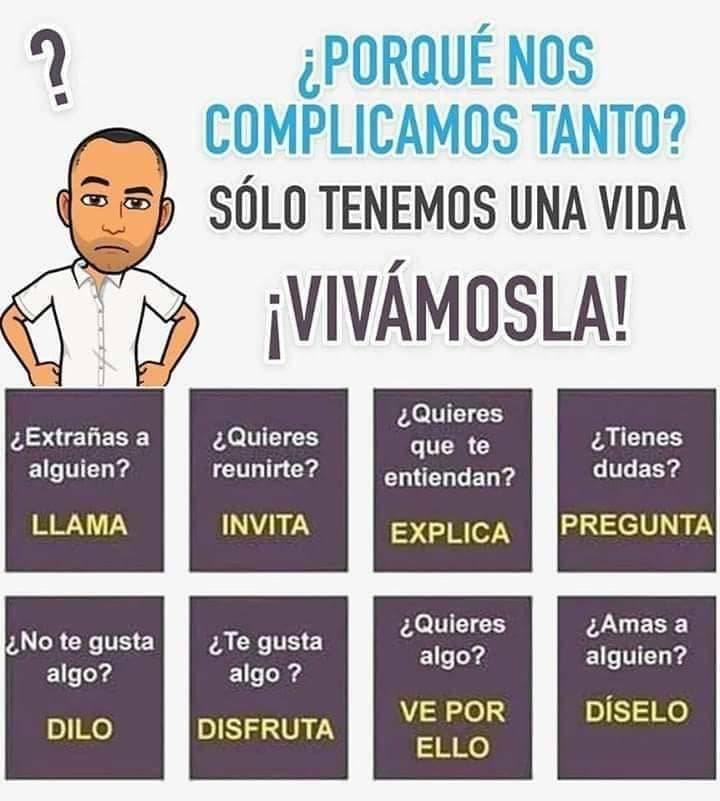 ?
¿PORQUÉ NOS
COMPLICAMOS TANTO?
SÓLO TENEMOS UNA VIDA
¡VIVÁMOSLA!
¿Extrañas a
alguien?
LLAMA
¿Quieres
reunirte?
INVITA
¿Quieres
que te
entiendan?
EXPLICA
¿Tienes
dudas?
PREGUNTA
¿No te gusta
algo?
DILO
¿Te gusta
algo ?
DISFRUTA
¿Quieres
algo?
VE POR
ELLO
¿Amas a
alguien?
DÍSELO